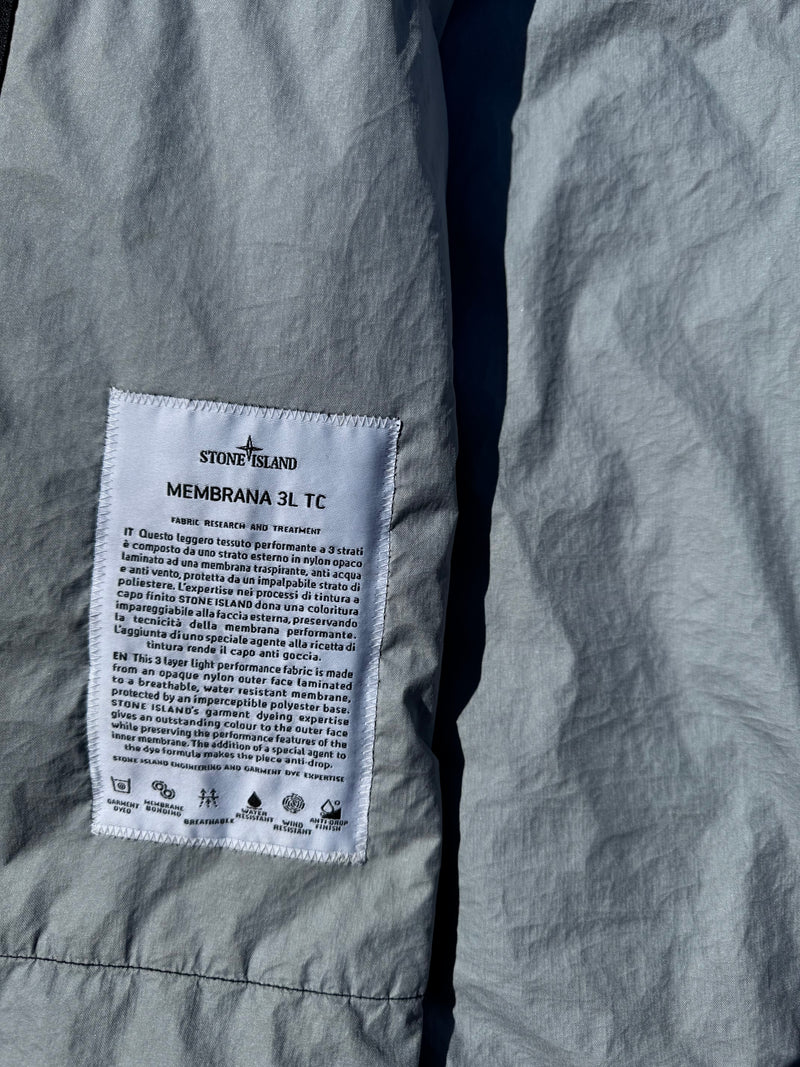 STONE ISLAND
MEMBRANA 3L TC
FABRIC RESEARCH AND TREATMENT
IT Questo leggero tessuto performante a 3 strati
è composto da uno strato esterno in nylon opaco
laminato ad una membrana traspirante, anti acqua
e anti vento, protetta da un impalpabile strato di
poliestere. L'expertise nei processi di tintura a
capo finito STONE ISLAND dona una coloritura
impareggiabile alla faccia esterna, preservando
la tecnicità della membrana performante.
L'aggiunta di uno speciale agente alla ricetta di
tintura rende il capo anti goccia.
EN This 3 layer light performance fabric is made
from an opaque nylon outer face laminated
to a breathable, water resistant membrane,
protected by an imperceptible polyester base.
STONE ISLAND's garment dyeing expertise
gives an outstanding colour to the outer face
while preserving the performance features of the
inner membrane. The addition of a special agent to
the dye formula makes the piece anti-drop.
STONE ISLAND ENGINEERING AND GARMENT DYE EXPERTISE
GARMENT DYED
MEMBRANE BONDING
BREATHABLE
WATER RESISTANT
WIND RESISTANT
ANTI DROP FINISH